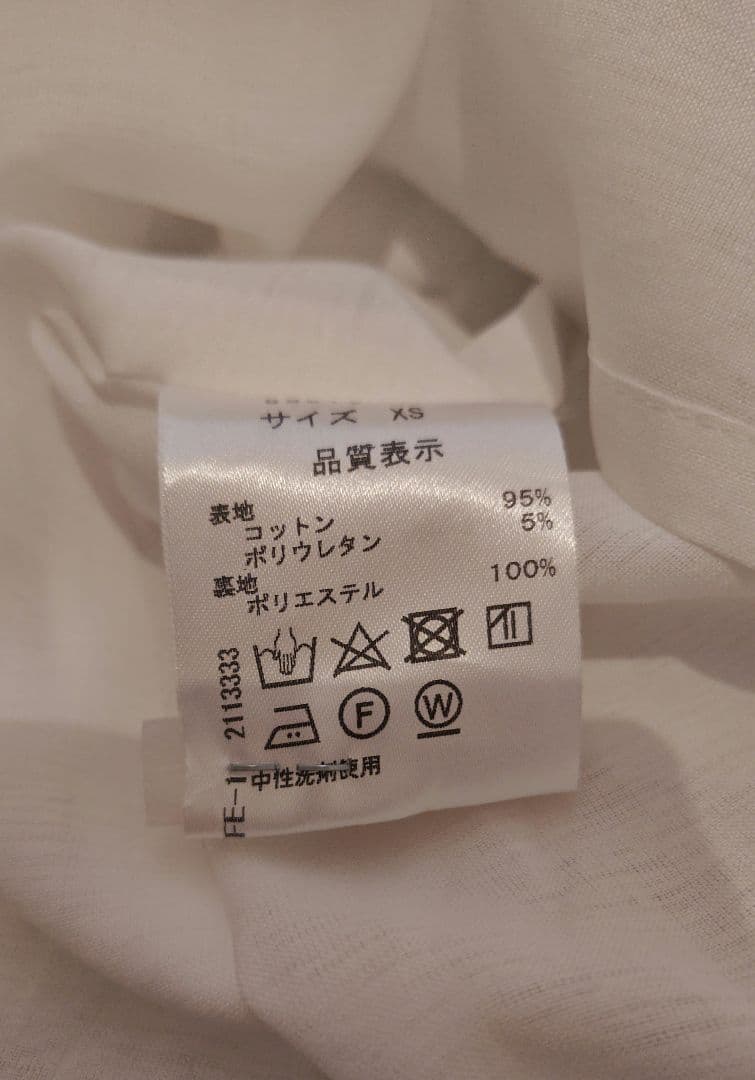 サイズ XS
品質表示
表地
コットン 95%
ポリウレタン 5%
裏地
ポリエステル 100%
F
W
中性洗剤使用
FE-1 2113333